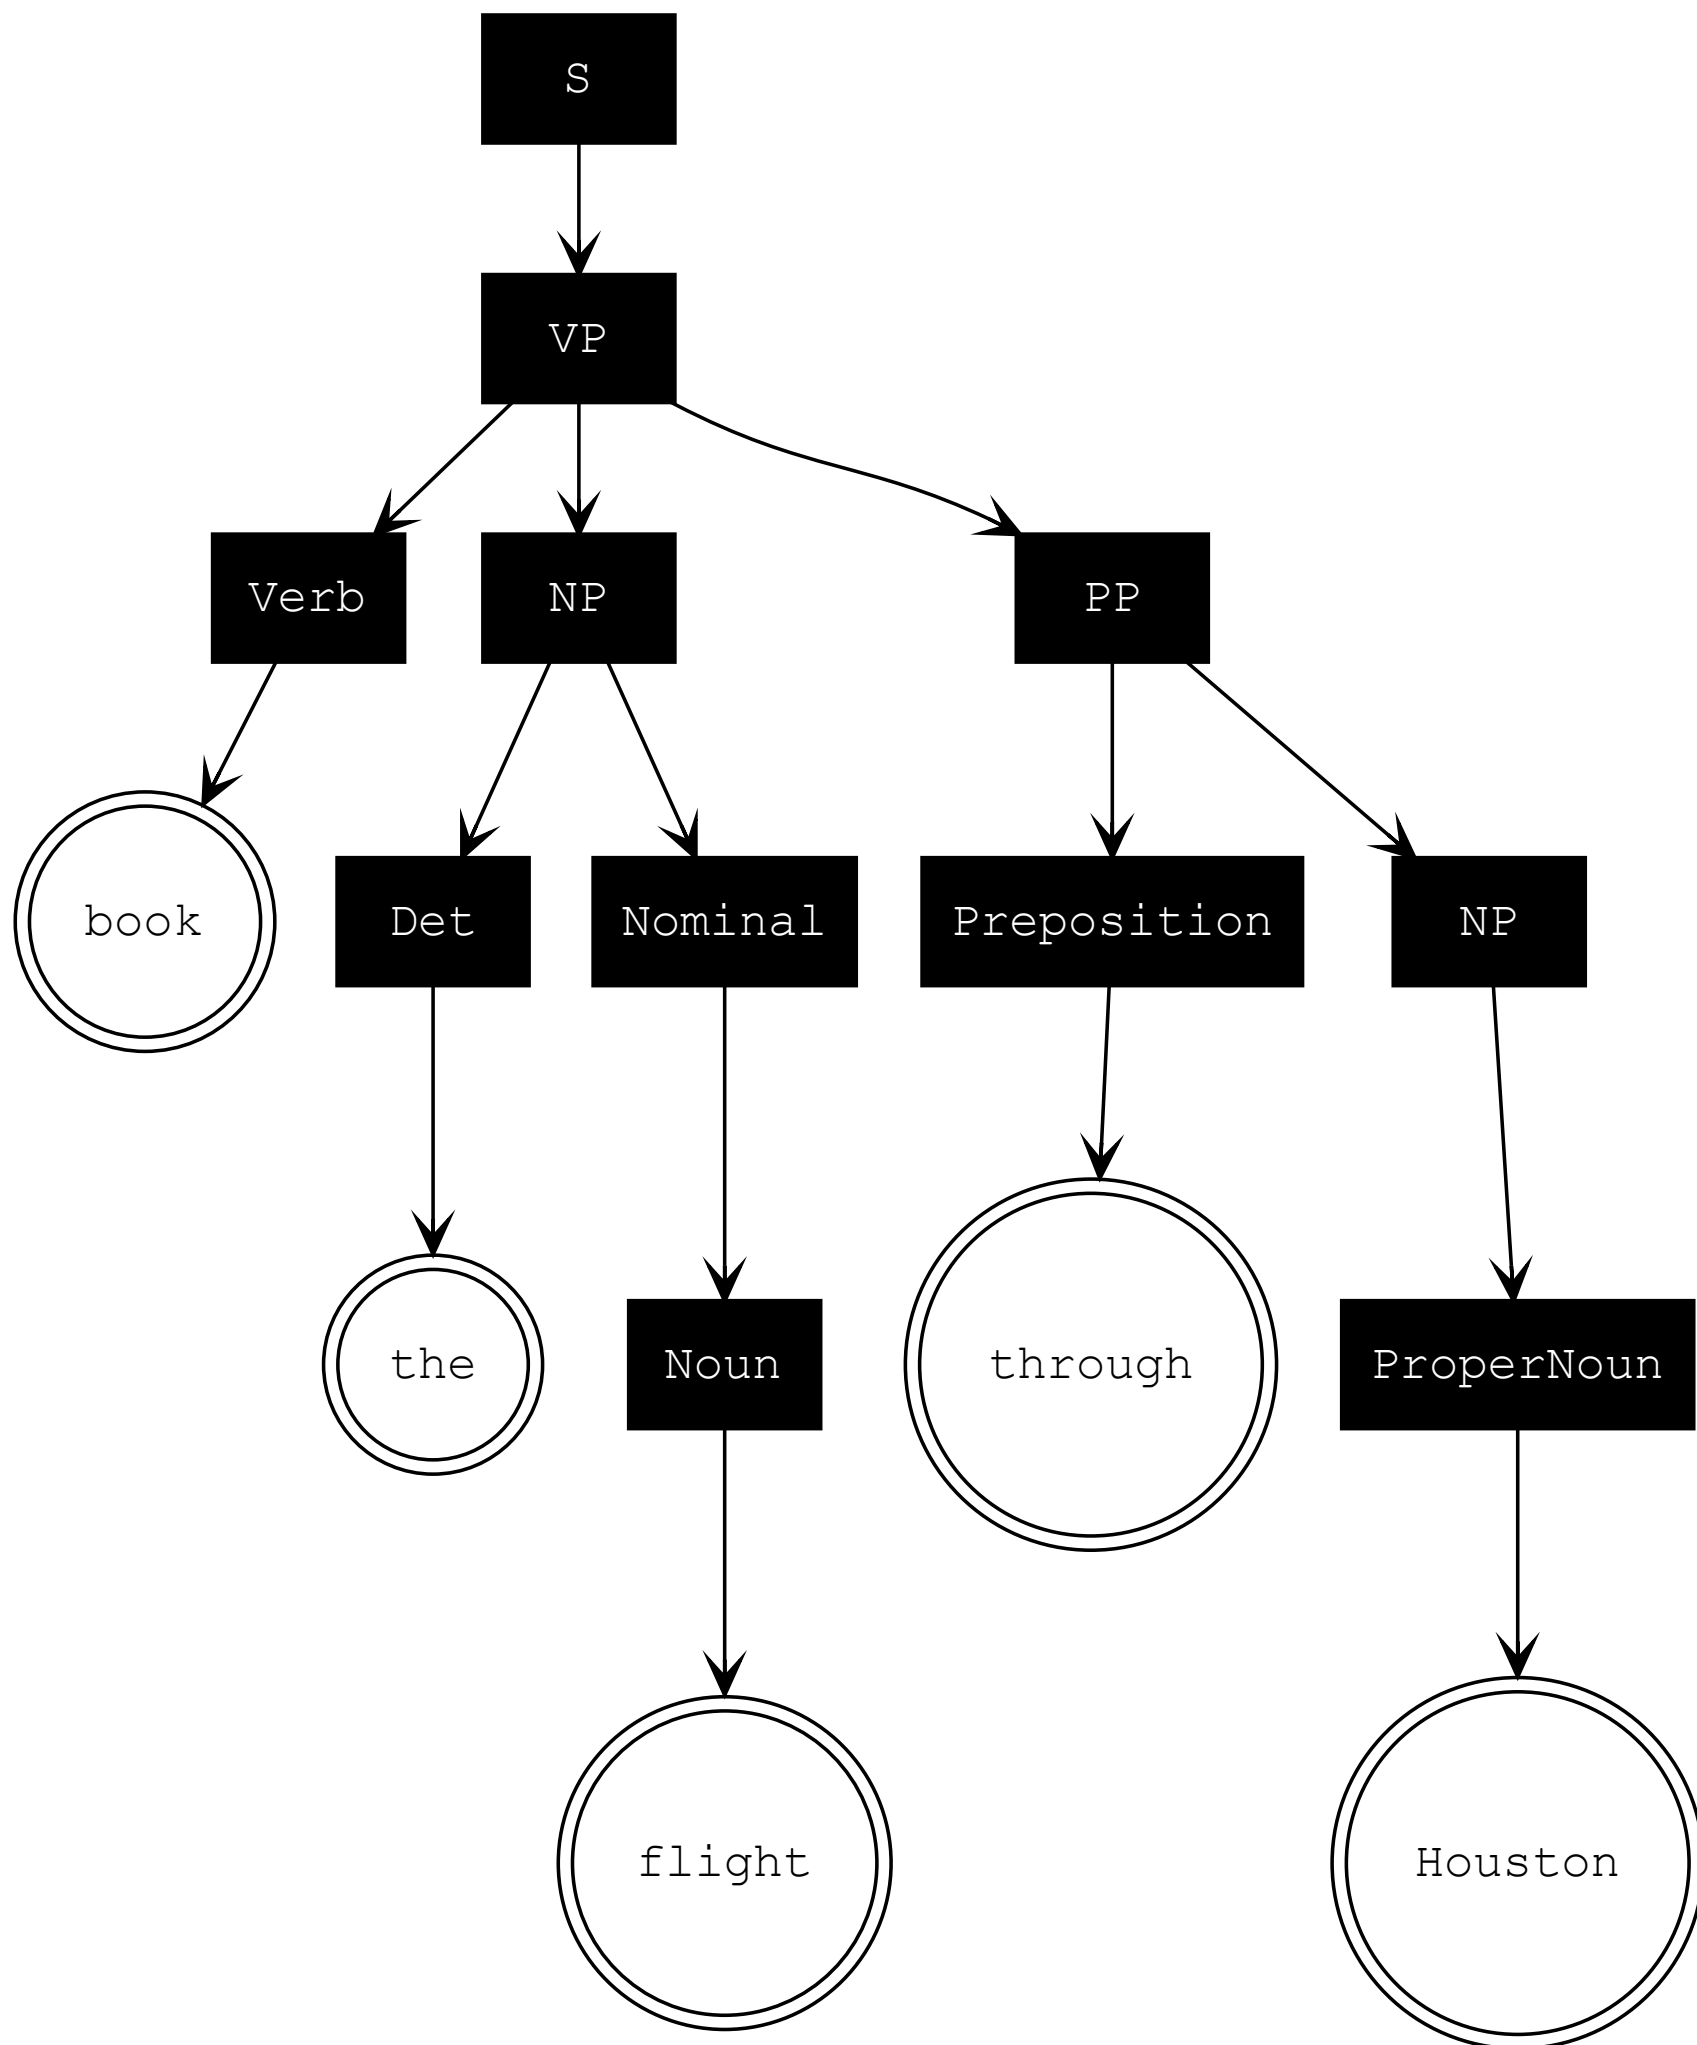 S
VP
Verb NP PP
book Det Nominal Preposition NP
the Noun through ProperNoun
flight Houston